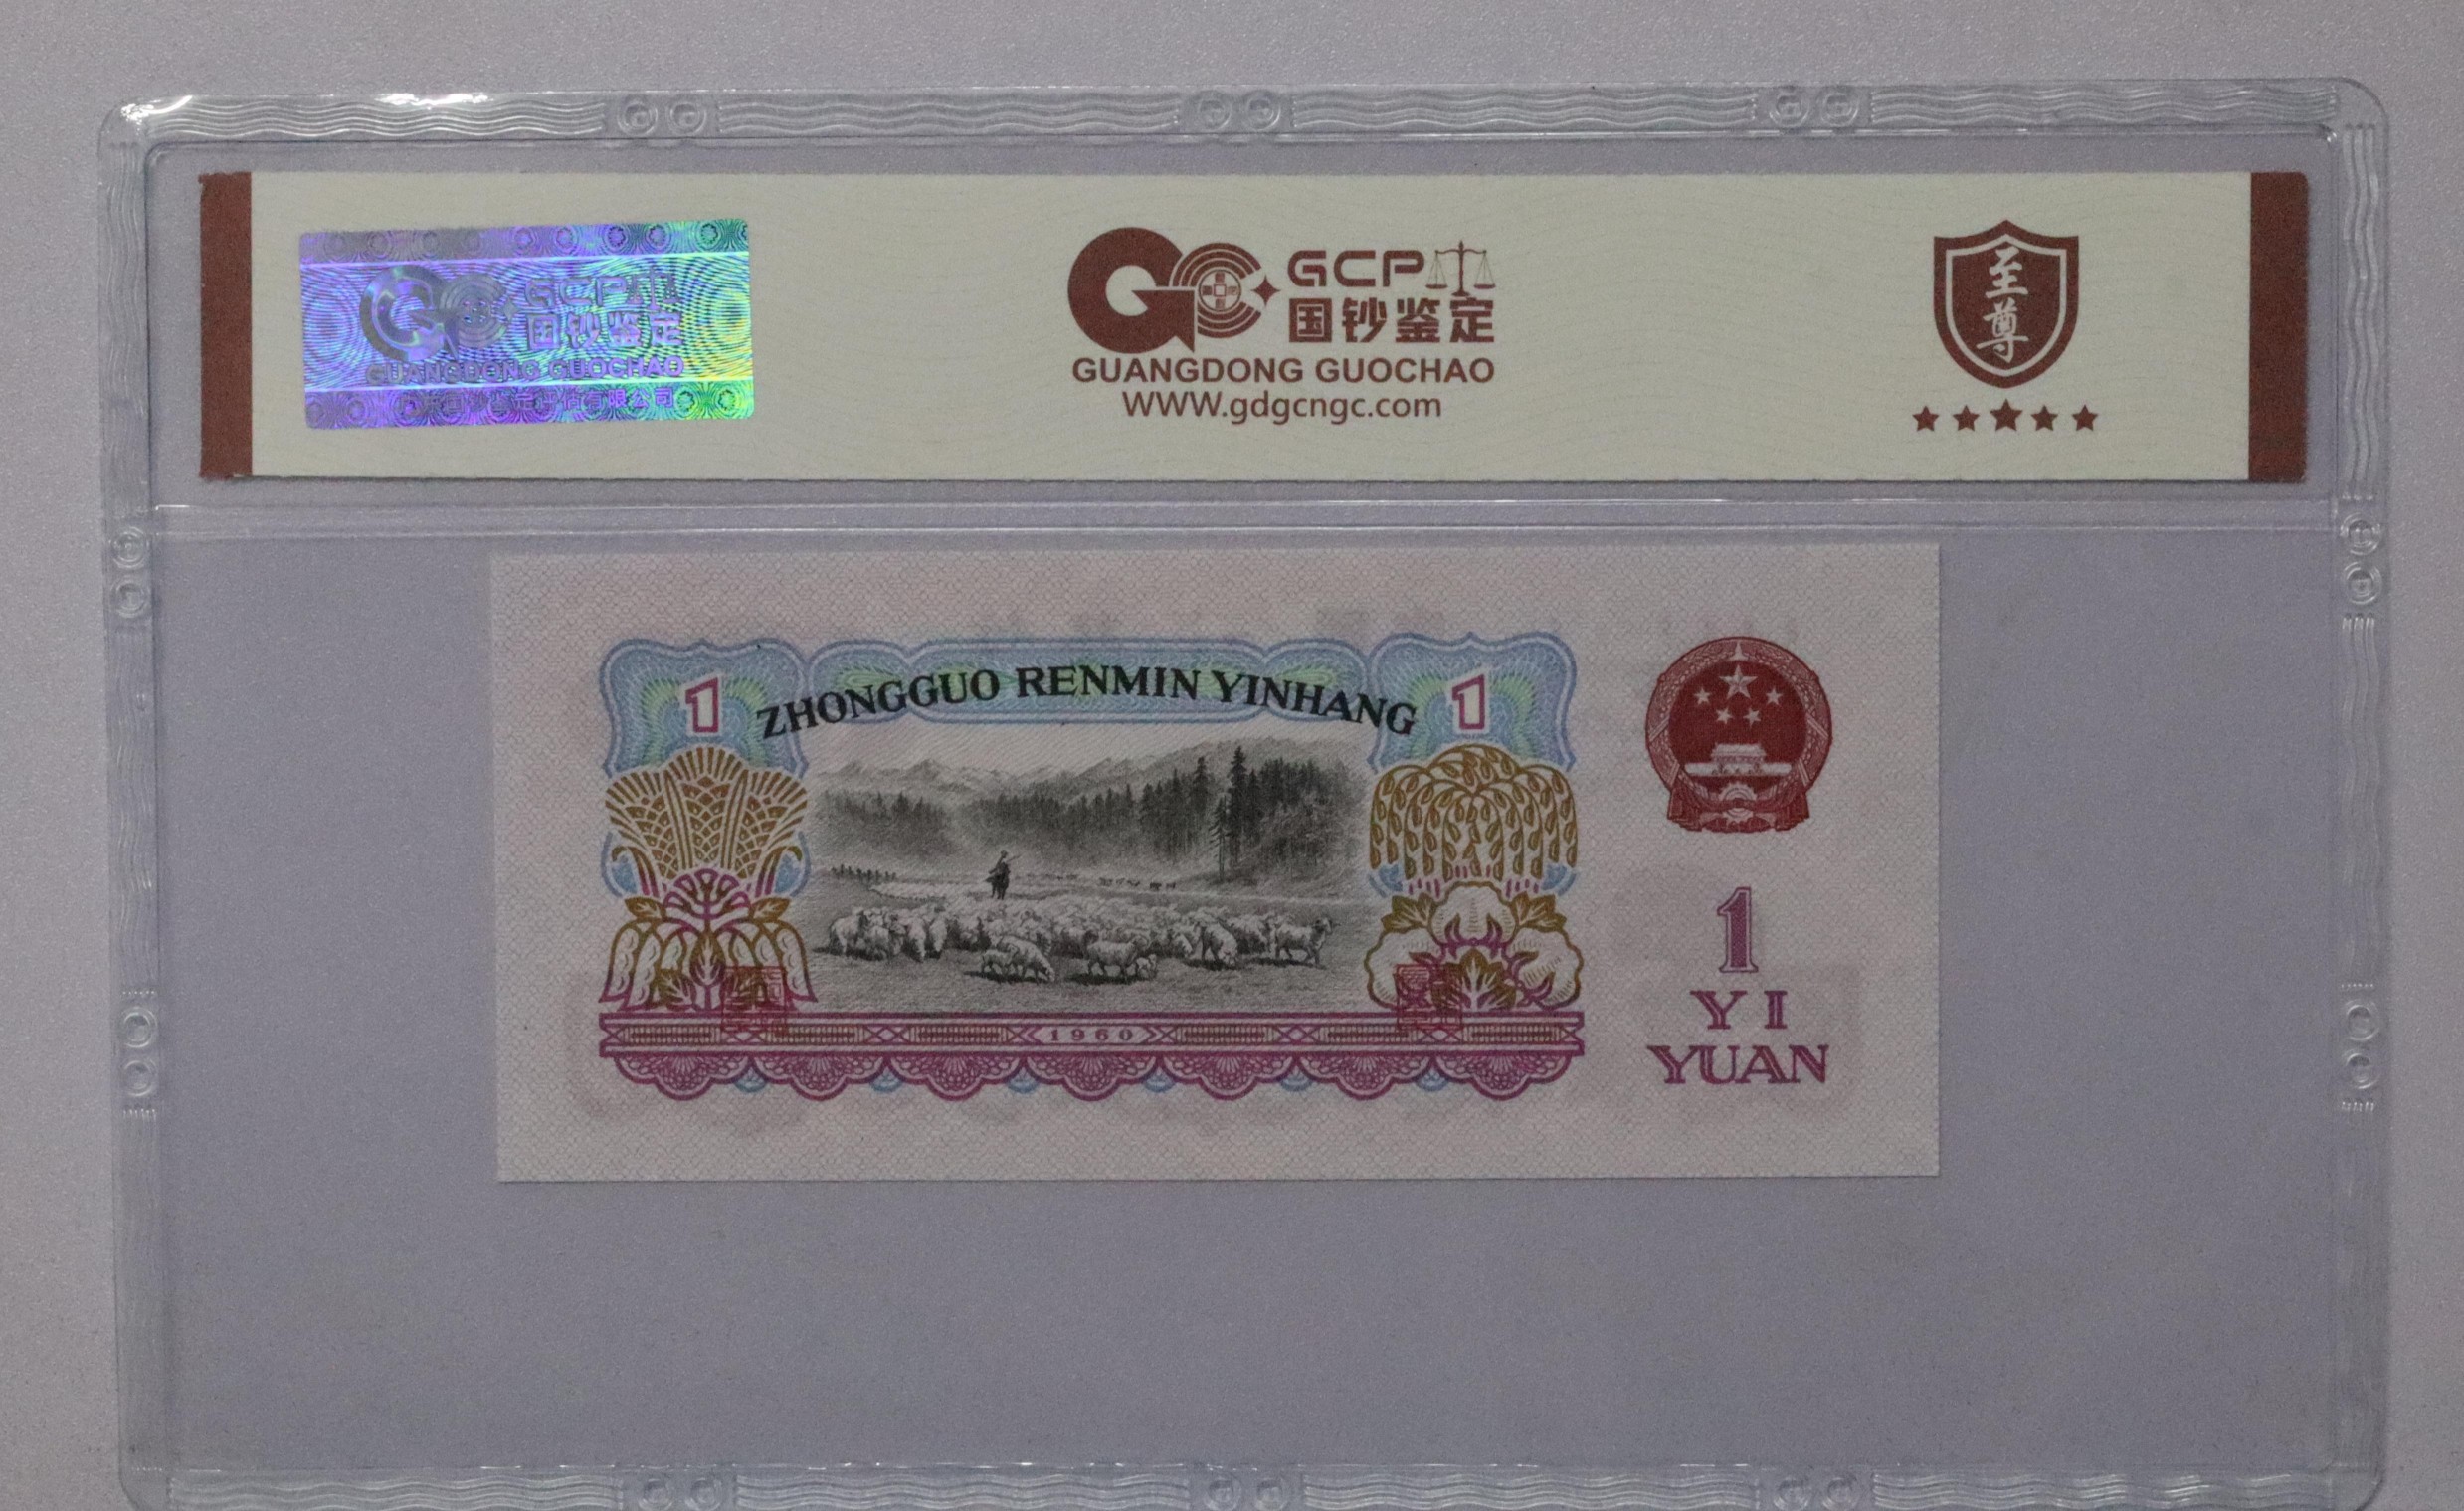 GCP
国钞鉴定
GUANGDONG GUOCHAO
GCP
国钞鉴定
GUANGDONG GUOCHAO
WWW.gdgcngc.com
至尊
1
ZHONGGUO RENMIN YINHANG
1
1960
1
YI
YUAN